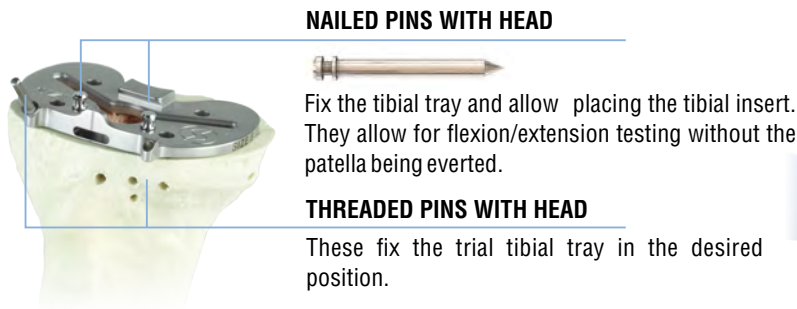 NAILED PINS WITH HEAD
Fix the tibial tray and allow placing the tibial insert.
They allow for flexion/extension testing without the
patella being everted.
THREADED PINS WITH HEAD
These fix the trial tibial tray in the desired
position.